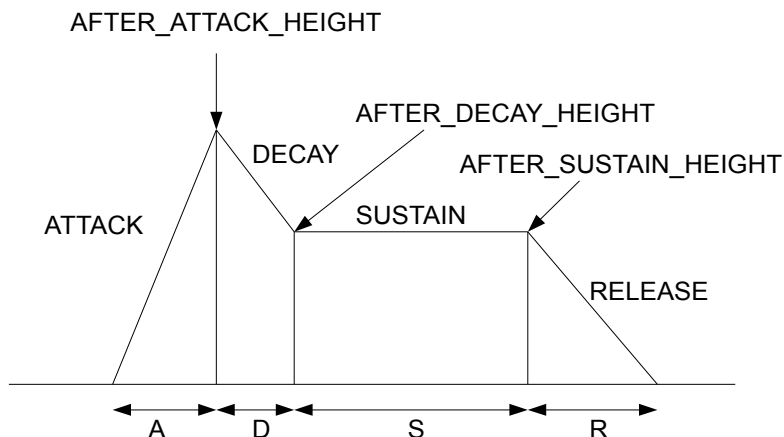 AFTER_ATTACK_HEIGHT
AFTER_DECAY_HEIGHT
DECAY
AFTER_SUSTAIN_HEIGHT
ATTACK
SUSTAIN
RELEASE
A
D
S
R